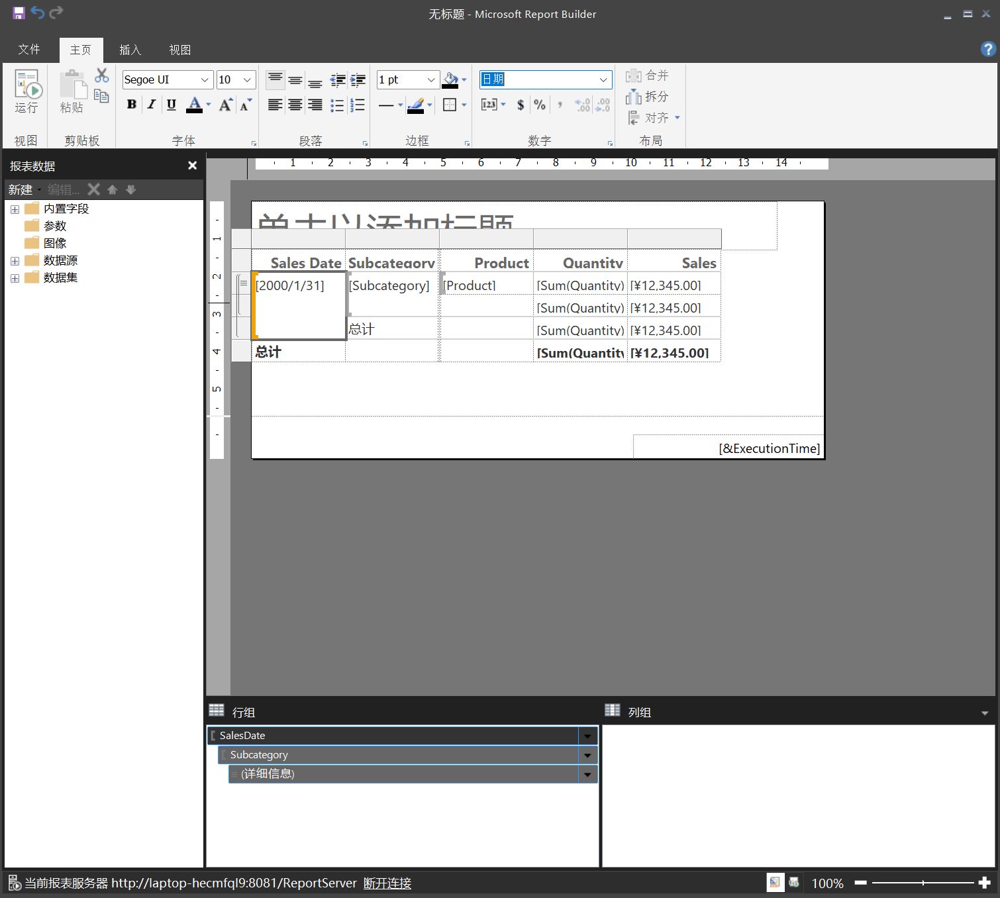 无标题 - Microsoft Report Builder
文件 主页 插入 视图
运行
粘贴
Segoe UI 10
1 pt
日期
合并
拆分
对齐
B I U A A A
[123] $ % ,
视图 剪贴板 字体 段落 边框 数字 布局
报表数据
新建 编辑...
内置字段
参数
图像
数据源
数据集
1 2 3 4 5 6 7 8 9 10 11 12 13 14
1
2
3
4
5
单击以添加标题
Sales Date Subcategory Product Quantity Sales
[2000/1/31] [Subcategory] [Product] [Sum(Quantity) [¥12,345.00]
[Sum(Quantity) [¥12,345.00]
总计 [Sum(Quantity) [¥12,345.00]
总计 [Sum(Quantity [¥12,345.00]
[&ExecutionTime]
行组
SalesDate
Subcategory
(详细信息)
列组
当前报表服务器 http://laptop-hecmfql9:8081/ReportServer 断开连接
100%